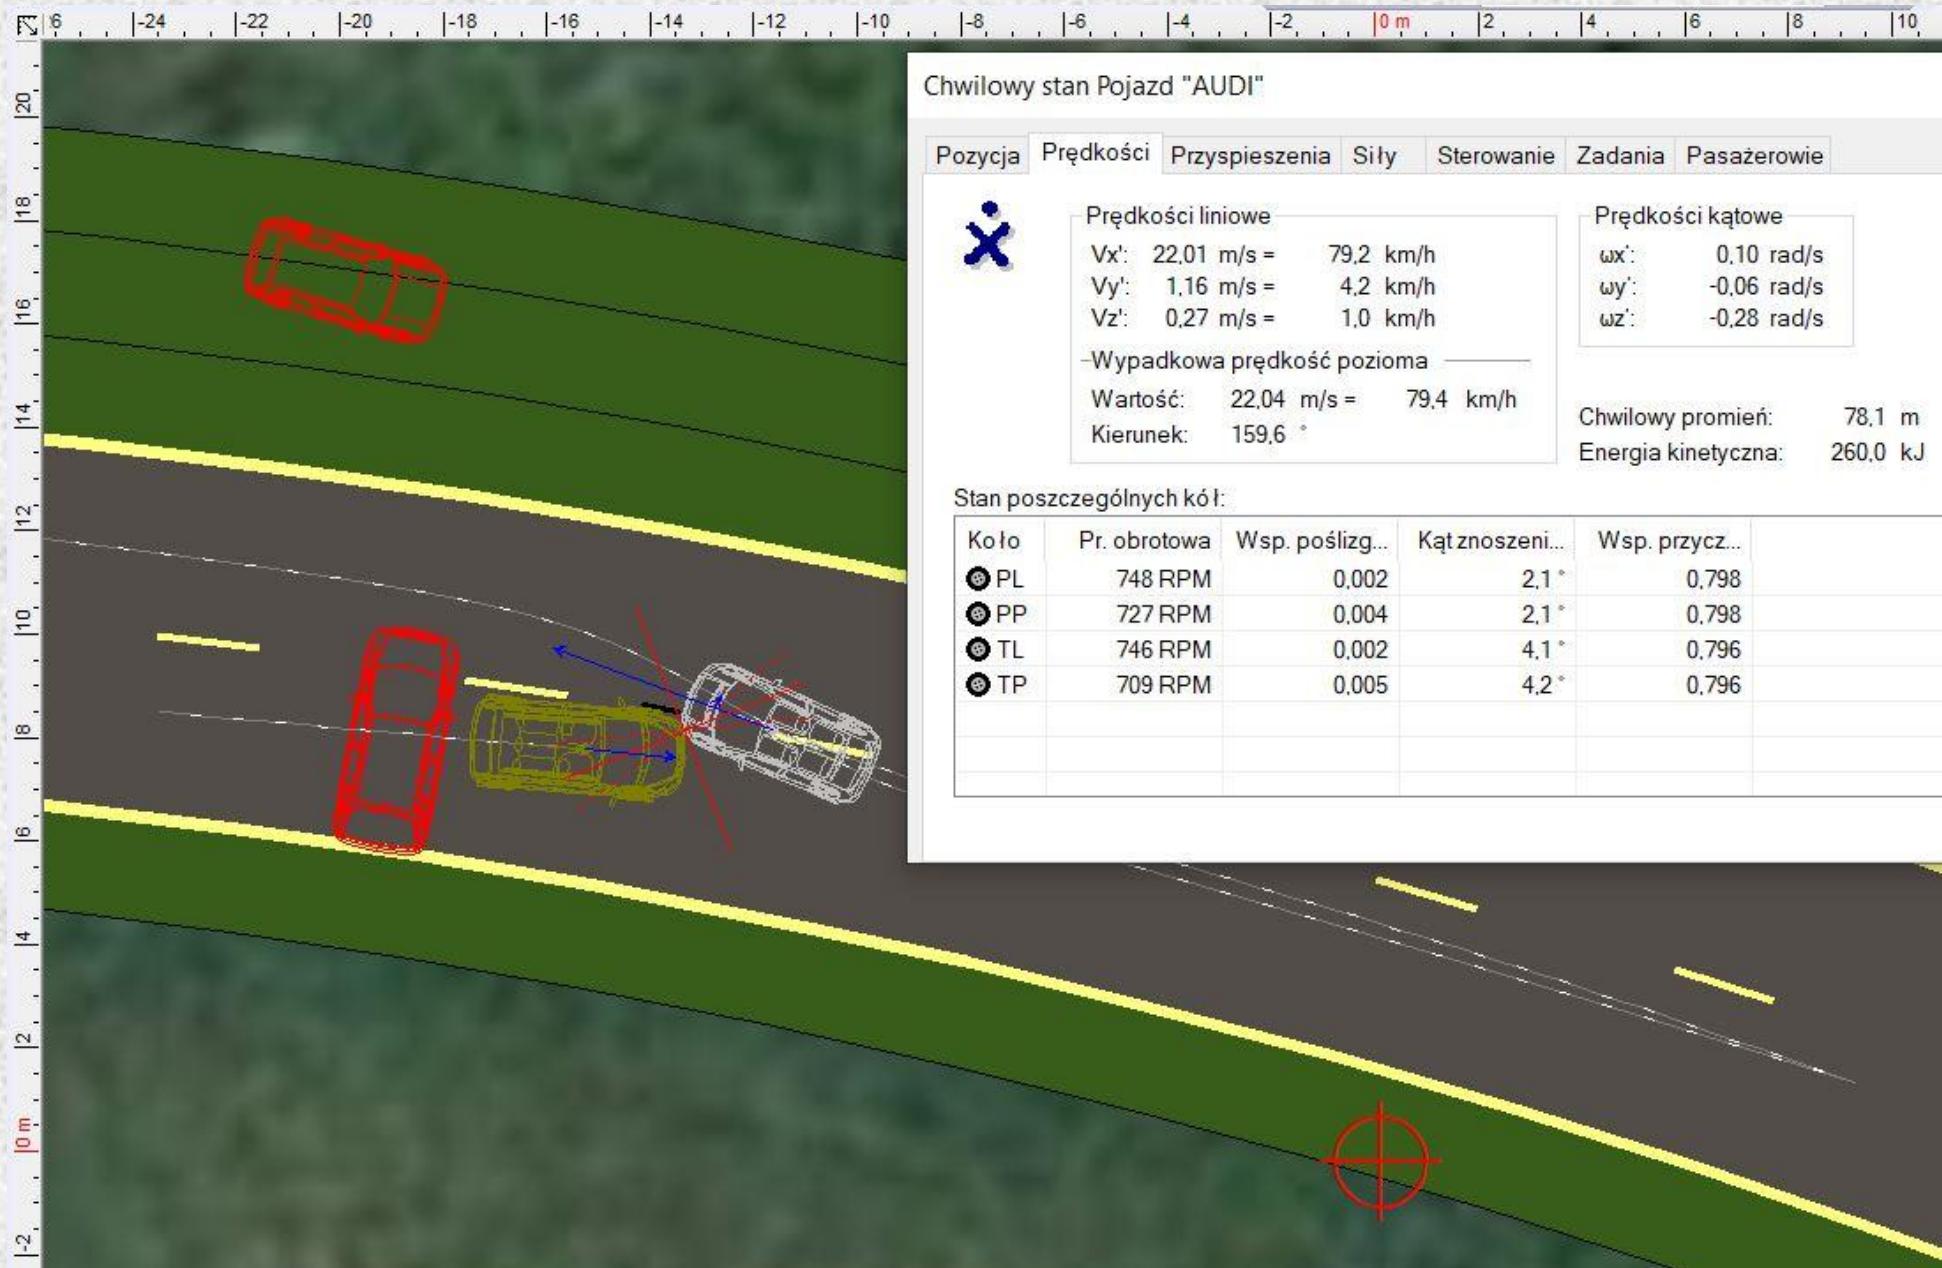 6 -24 -22 -20 -18 -16 -14 -12 -10 -8 -6 -4 -2 0 m 2 4 6 8 10
20
18
16
14
12
10
8
6
4
2
0 m
-2
Chwilowy stan Pojazd "AUDI"
Pozycja Prędkości Przyspieszenia Siły Sterowanie Zadania Pasażerowie
Prędkości liniowe
Vx': 22,01 m/s = 79,2 km/h
Vy': 1,16 m/s = 4,2 km/h
Vz': 0,27 m/s = 1,0 km/h
Wypadkowa prędkość pozioma
Wartość: 22,04 m/s = 79,4 km/h
Kierunek: 159,6 °
Prędkości kątowe
ωx': 0,10 rad/s
ωy': -0,06 rad/s
ωz': -0,28 rad/s
Chwilowy promień: 78,1 m
Energia kinetyczna: 260,0 kJ
Stan poszczególnych kół:
Koło Pr. obrotowa Wsp. poślizg... Kąt znoszeni... Wsp. przycz...
PL 748 RPM 0,002 2,1 ° 0,798
PP 727 RPM 0,004 2,1 ° 0,798
TL 746 RPM 0,002 4,1 ° 0,796
TP 709 RPM 0,005 4,2 ° 0,796